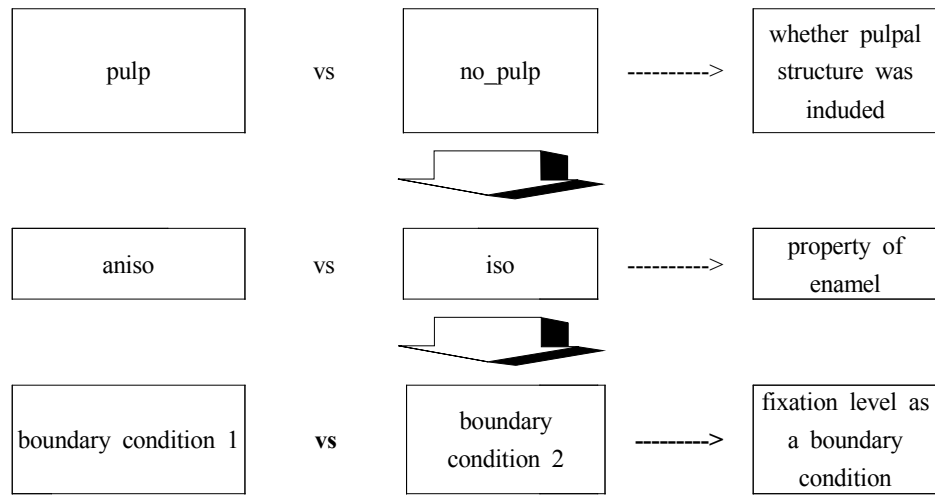 pulp vs no_pulp ----------> whether pulpal
structure was
induded
aniso vs iso ----------> property of
enamel
boundary condition 1 vs boundary
condition 2 ----------> fixation level as
a boundary
condition